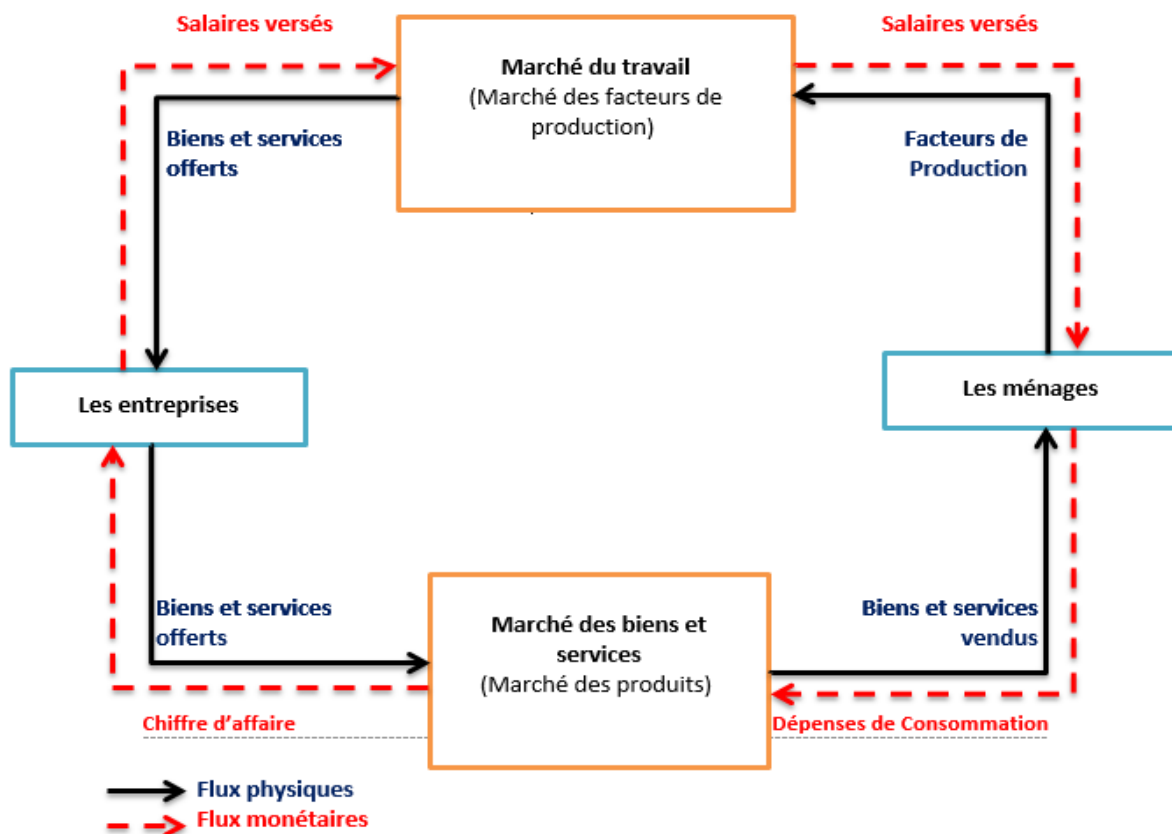 Salaires versés
Salaires versés
Marché du travail
(Marché des facteurs de
production)
Biens et services
offerts
Facteurs de
Production
Les entreprises
Les ménages
Biens et services
offerts
Marché des biens et
services
(Marché des produits)
Biens et services
vendus
Chiffre d’affaire
Dépenses de Consommation
Flux physiques
Flux monétaires